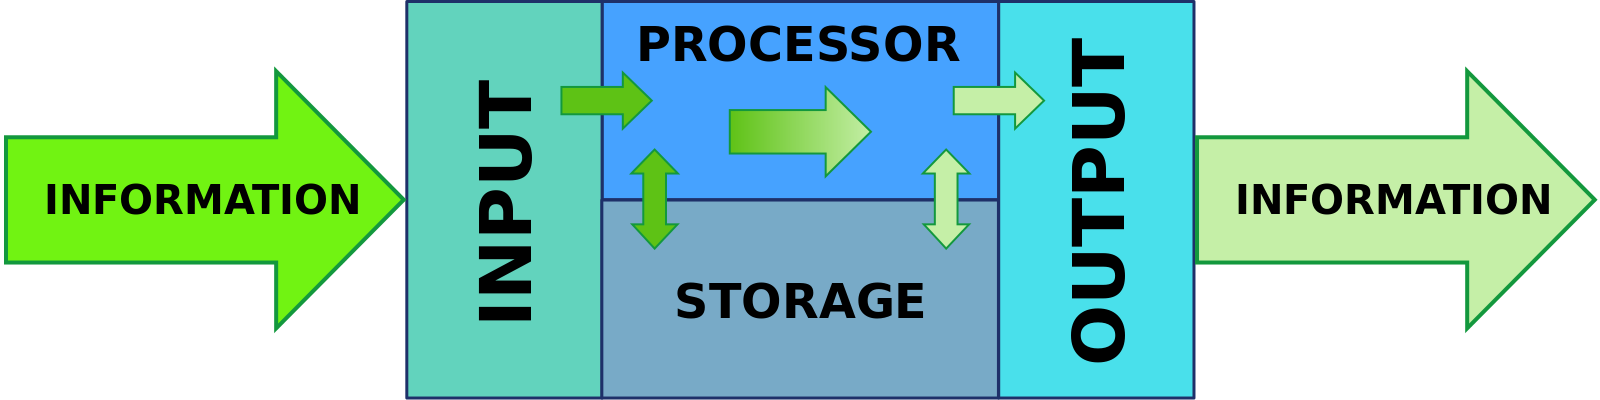 INFORMATION
INPUT
PROCESSOR
STORAGE
OUTPUT
INFORMATION